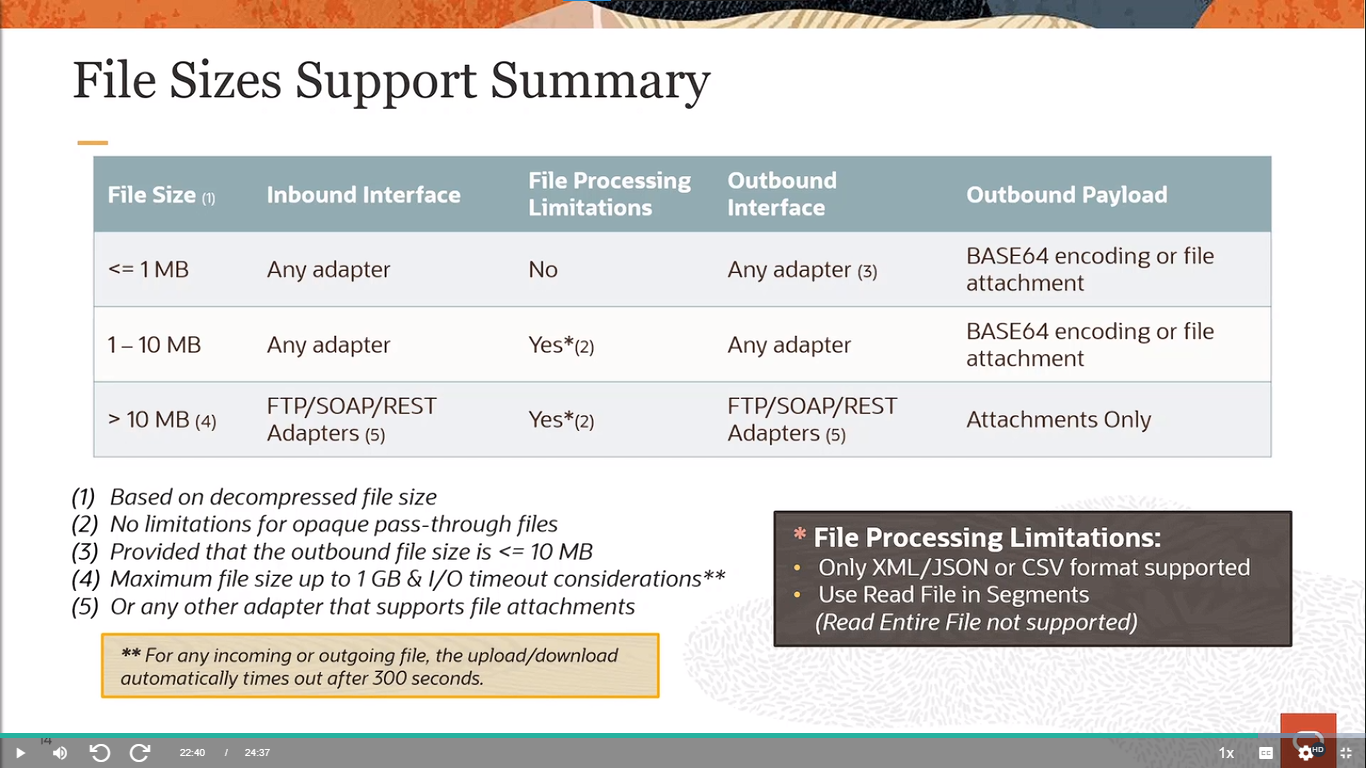 File Sizes Support Summary
File Size (1)
Inbound Interface
File Processing
Limitations
Outbound
Interface
Outbound Payload
<= 1 MB
Any adapter
No
Any adapter (3)
BASE64 encoding or file
attachment
1 – 10 MB
Any adapter
Yes*(2)
Any adapter
BASE64 encoding or file
attachment
> 10 MB (4)
FTP/SOAP/REST
Adapters (5)
Yes*(2)
FTP/SOAP/REST
Adapters (5)
Attachments Only
(1) Based on decompressed file size
(2) No limitations for opaque pass-through files
(3) Provided that the outbound file size is <= 10 MB
(4) Maximum file size up to 1 GB & I/O timeout considerations**
(5) Or any other adapter that supports file attachments
* File Processing Limitations:
• Only XML/JSON or CSV format supported
• Use Read File in Segments
(Read Entire File not supported)
** For any incoming or outgoing file, the upload/download
automatically times out after 300 seconds.
22:40 / 24:37
1x
CC
HD